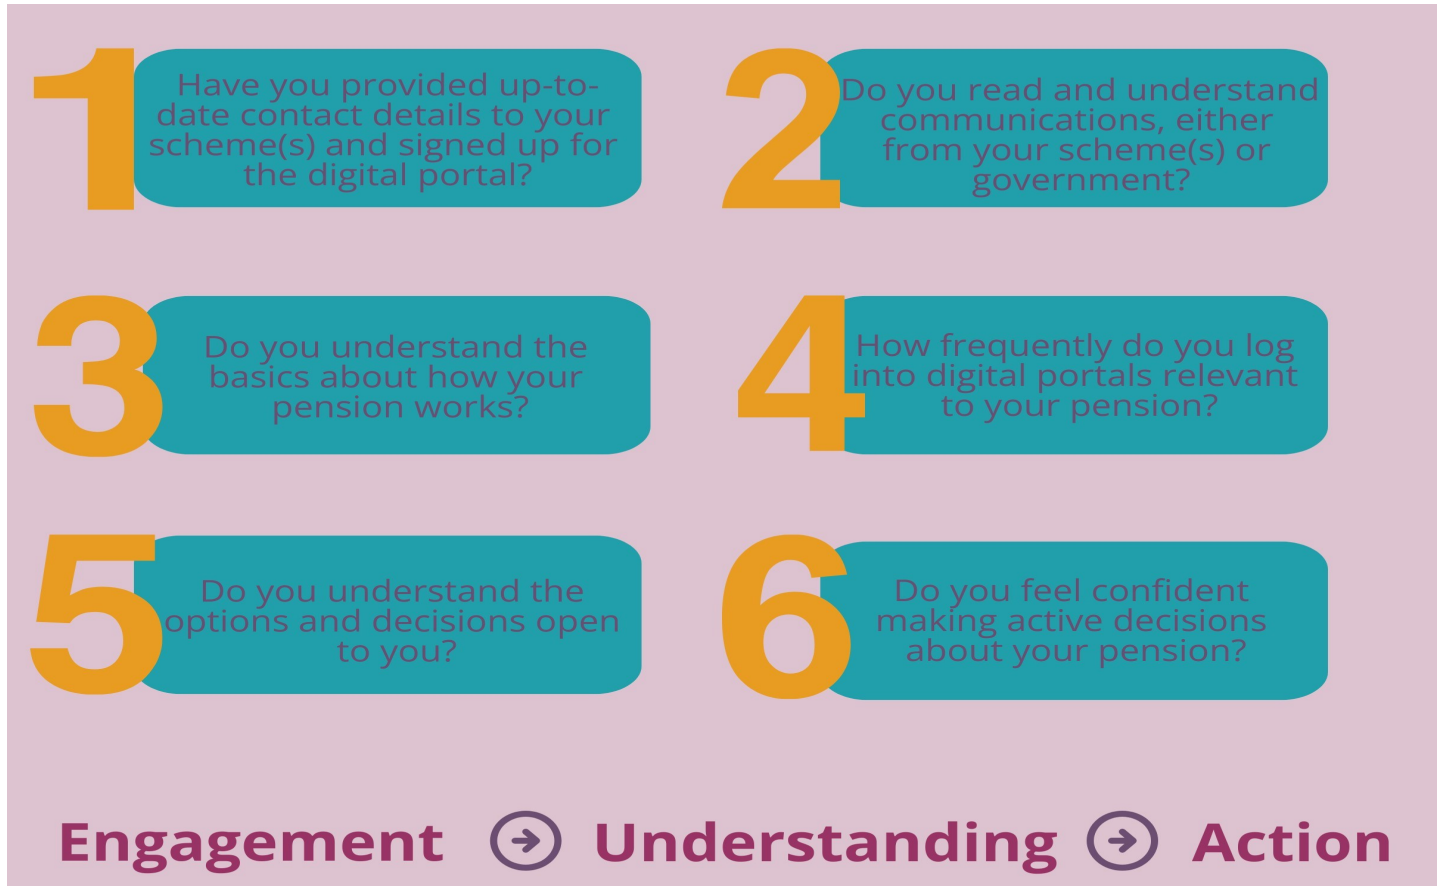 1
Have you provided up-to-
date contact details to your
scheme(s) and signed up for
the digital portal?
2
Do you read and understand
communications, either
from your scheme(s) or
government?
3
Do you understand the
basics about how your
pension works?
4
How frequently do you log
into digital portals relevant
to your pension?
5
Do you understand the
options and decisions open
to you?
6
Do you feel confident
making active decisions
about your pension?
Engagement Understanding Action